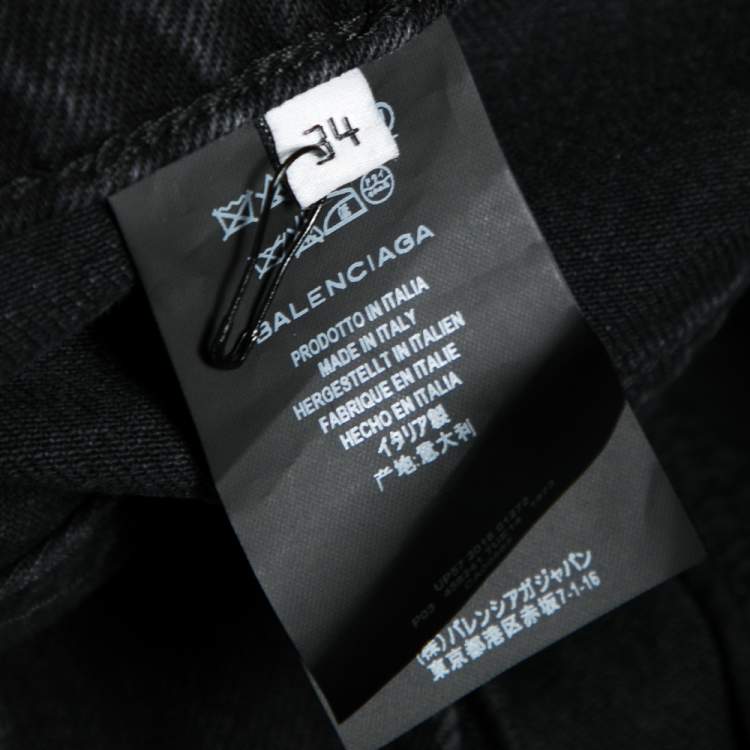 34
BALENCIAGA
PRODOTTO IN ITALIA
MADE IN ITALY
HERGESTELLT IN ITALIEN
FABRIQUE EN ITALIE
HECHO EN ITALIA
イタリア製
产地:意大利
(株)バレンシアガジャパン
東京都港区赤坂7-1-16